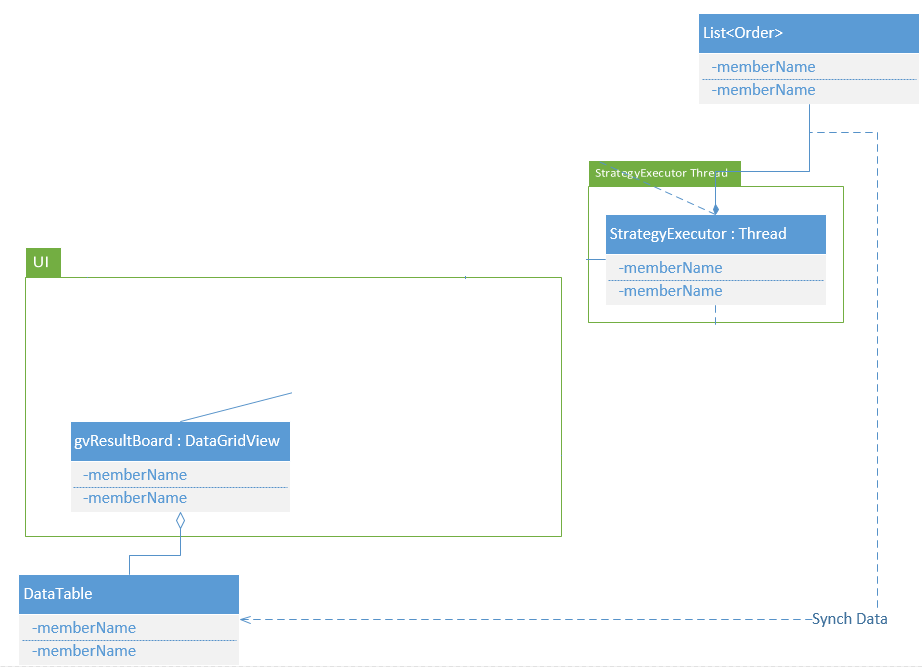 List<Order>
-memberName
-memberName
StrategyExecutor Thread
StrategyExecutor : Thread
-memberName
-memberName
UI
gvResultBoard : DataGridView
-memberName
-memberName
DataTable
-memberName
-memberName
Synch Data